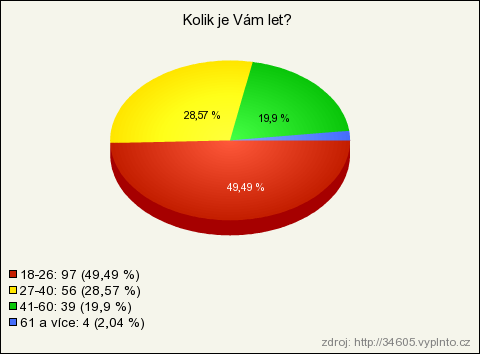 Kolik je Vám let?
28,57 %
19,9 %
49,49 %
18-26: 97 (49,49 %)
27-40: 56 (28,57 %)
41-60: 39 (19,9 %)
61 a více: 4 (2,04 %)
zdroj: http://34605.vyplnto.cz